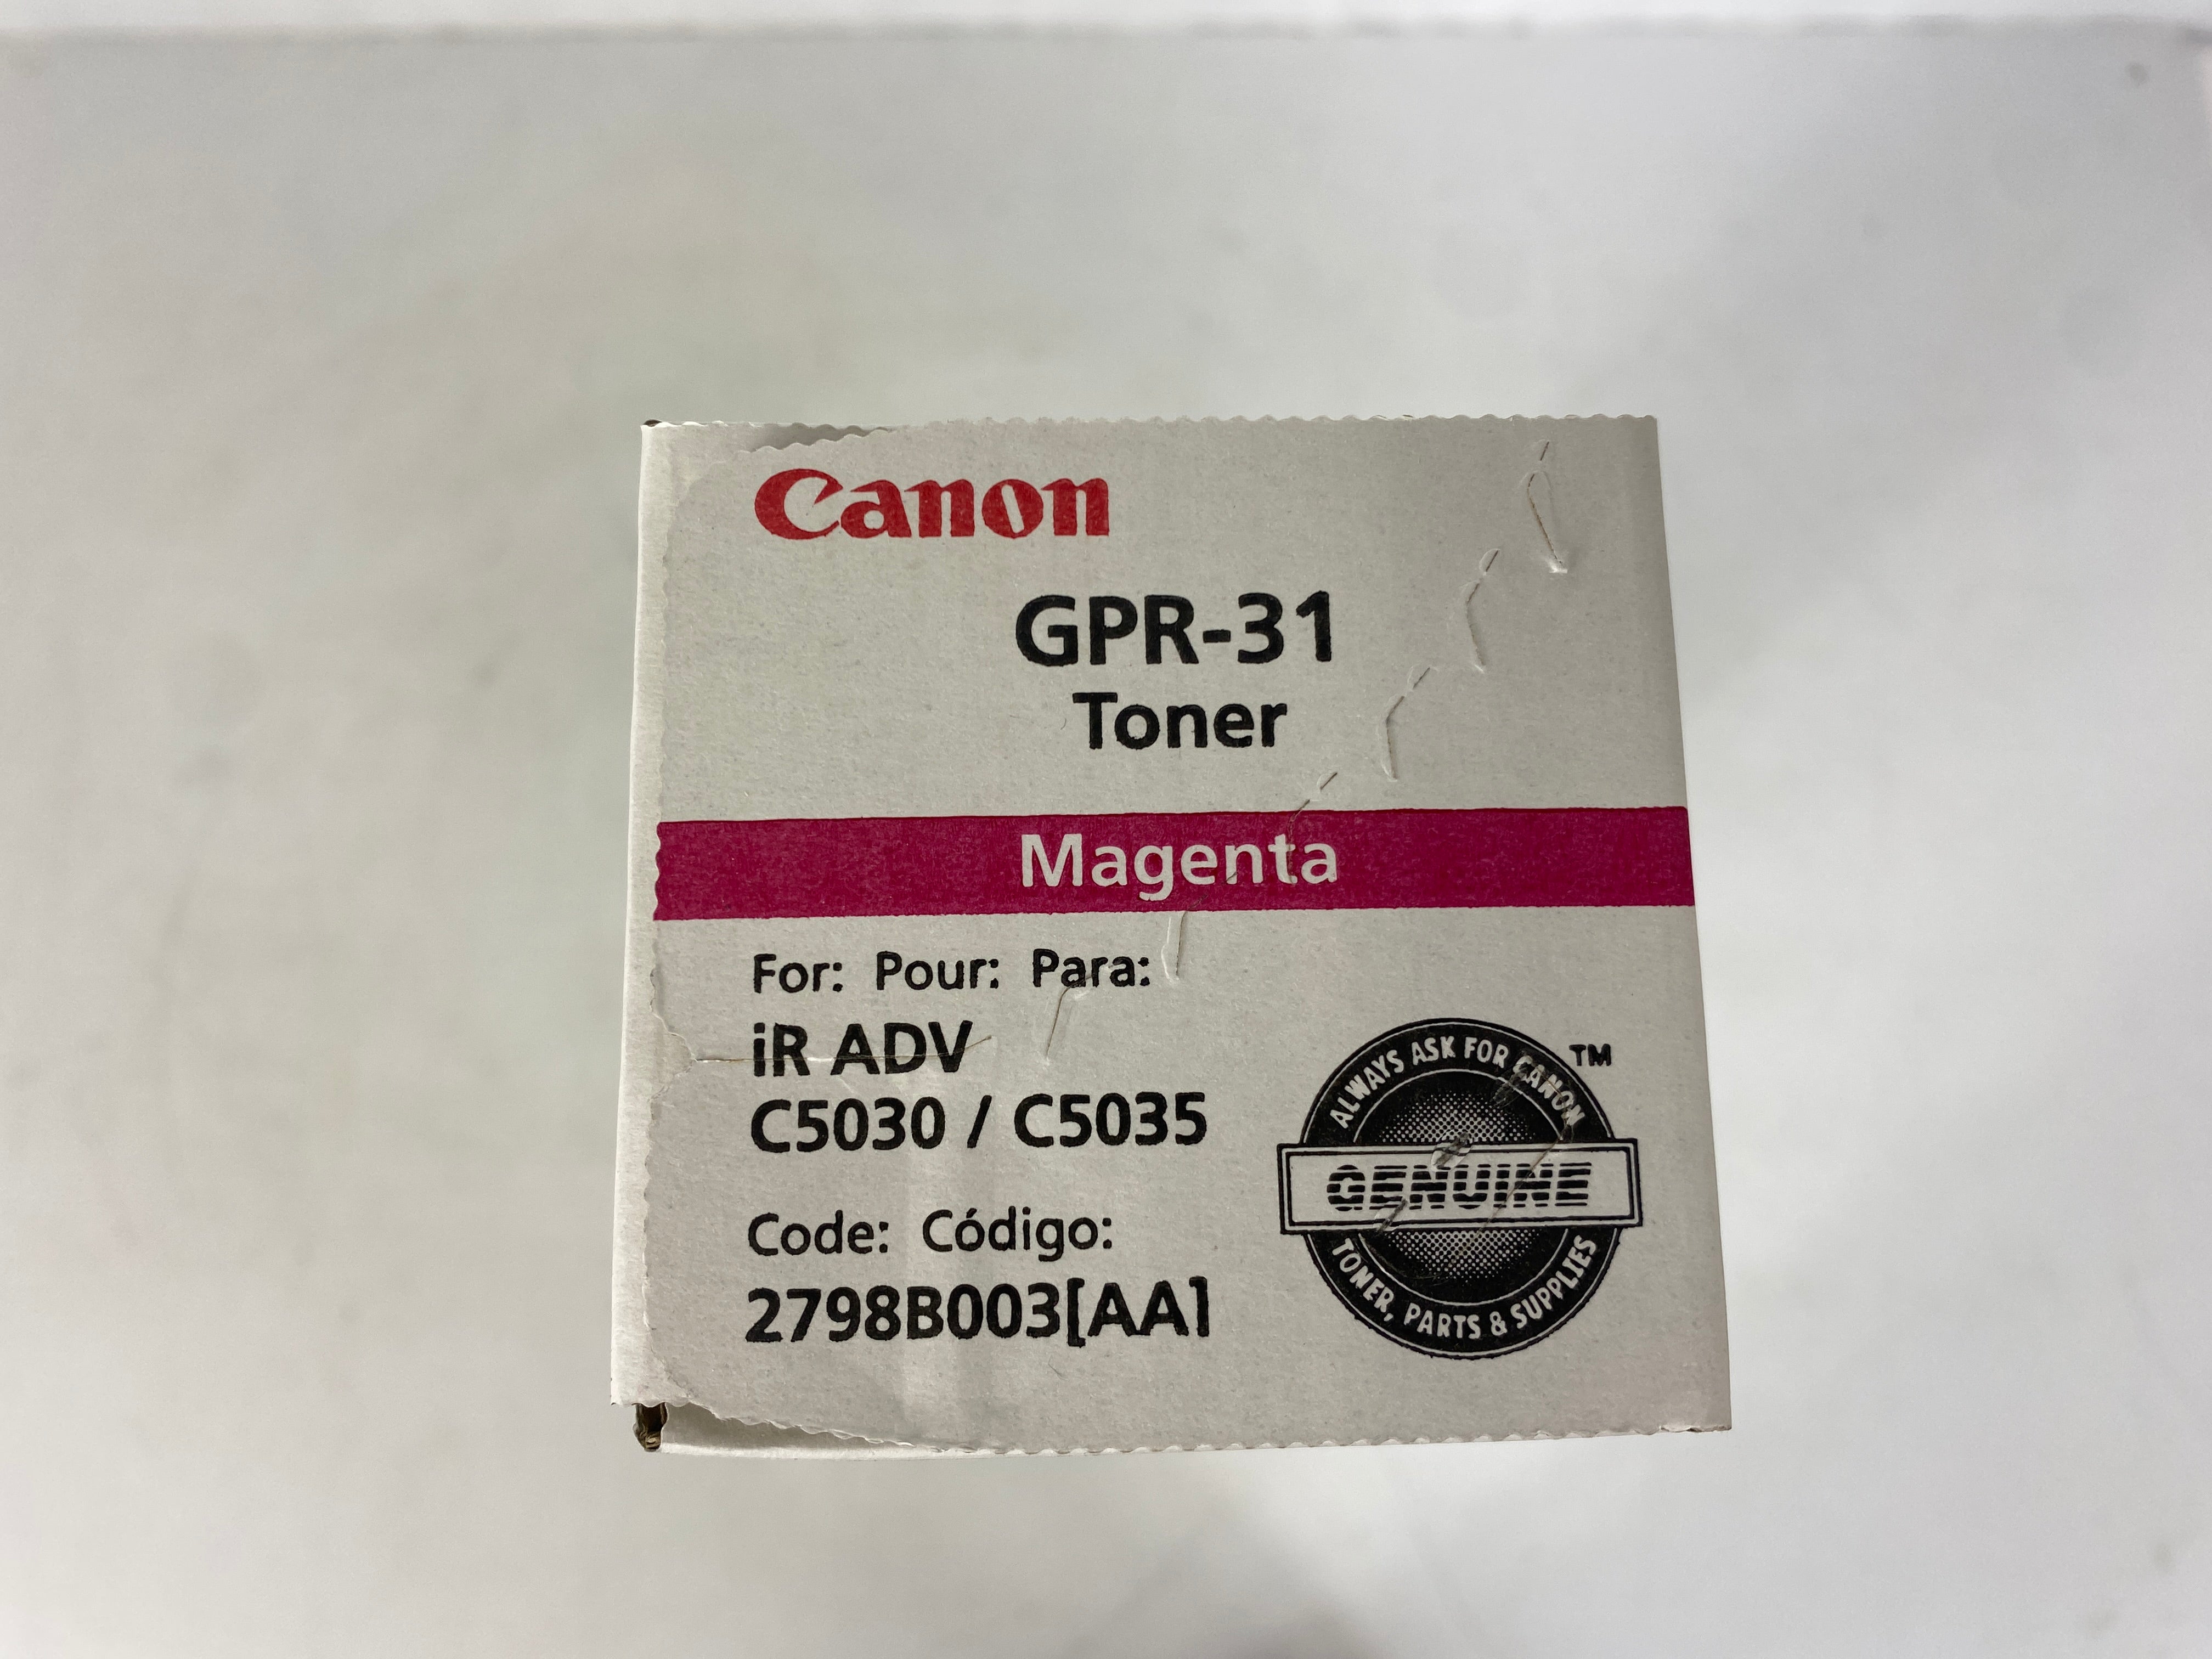 Canon
GPR-31
Toner
Magenta
For: Pour: Para:
iR ADV
C5030 / C5035
Code: Código:
2798B003[AA]
ALWAYS ASK FOR CANON
TM
GENUINE
TONER, PARTS & SUPPLIES